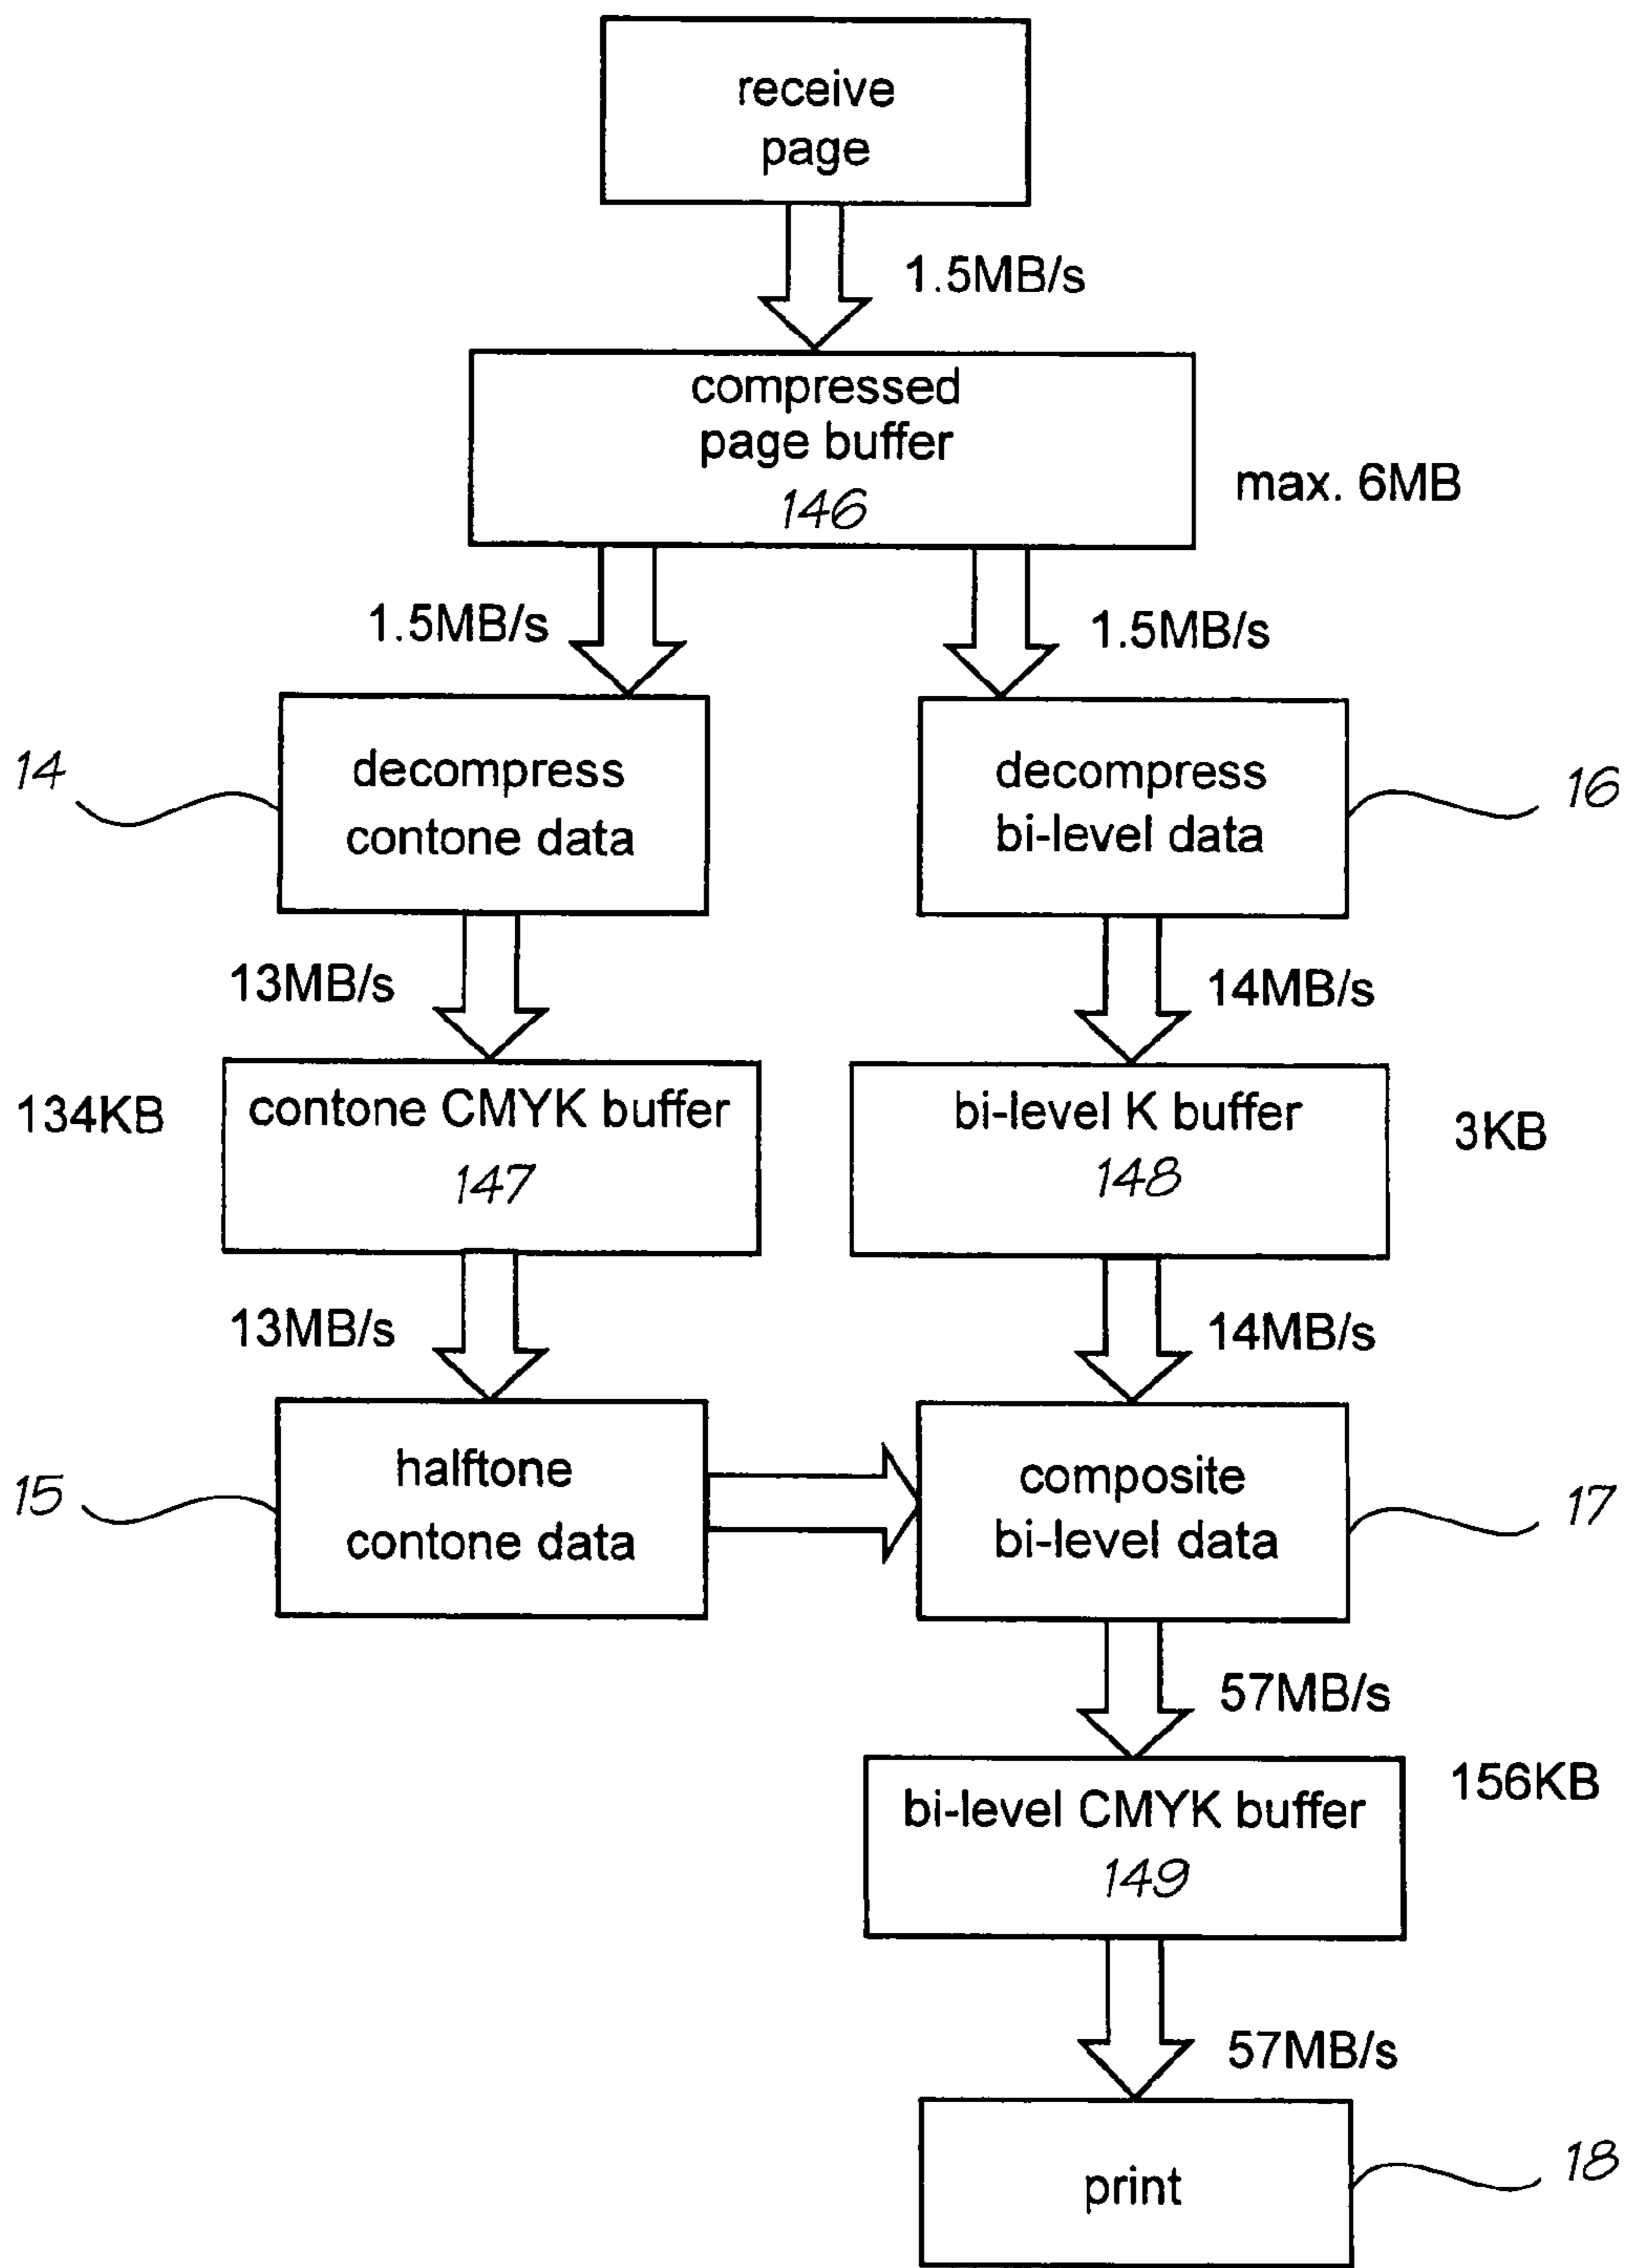 receive
page
1.5MB/s
compressed
page buffer
146
max. 6MB
1.5MB/s
1.5MB/s
14
decompress
contone data
decompress
bi-level data
16
13MB/s
14MB/s
134KB
contone CMYK buffer
147
bi-level K buffer
148
3KB
13MB/s
14MB/s
15
halftone
contone data
composite
bi-level data
17
57MB/s
bi-level CMYK buffer
149
156KB
57MB/s
print
18